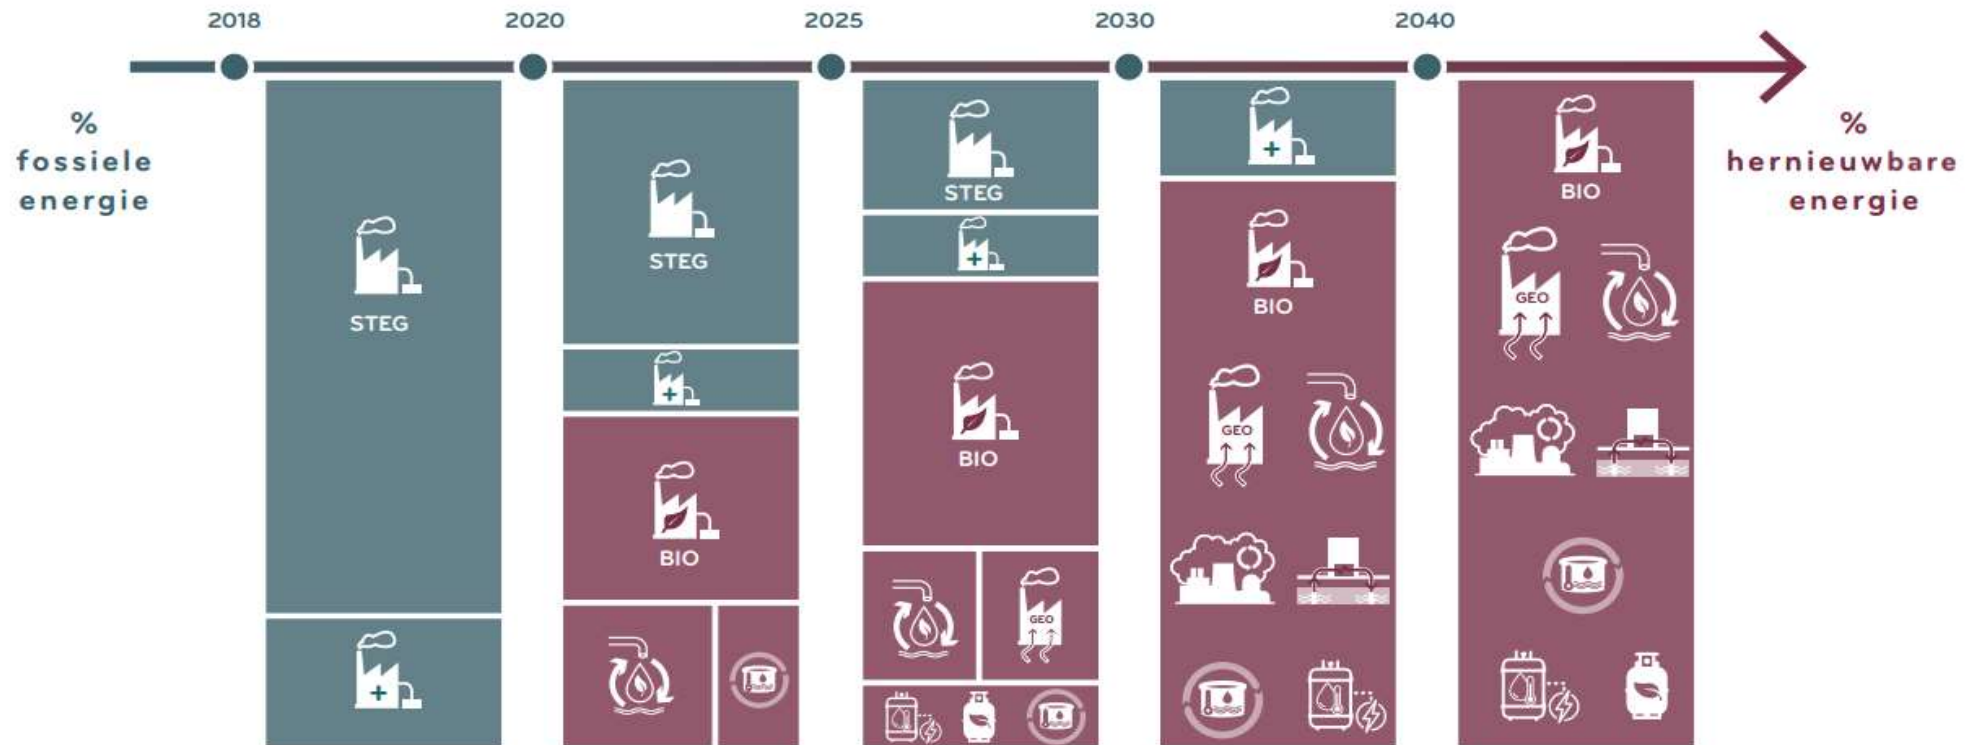 2018
2020
2025
2030
2040
%
fossiele
energie
%
hernieuwbare
energie
STEG
STEG
BIO
STEG
BIO
GEO
BIO
GEO
BIO
GEO